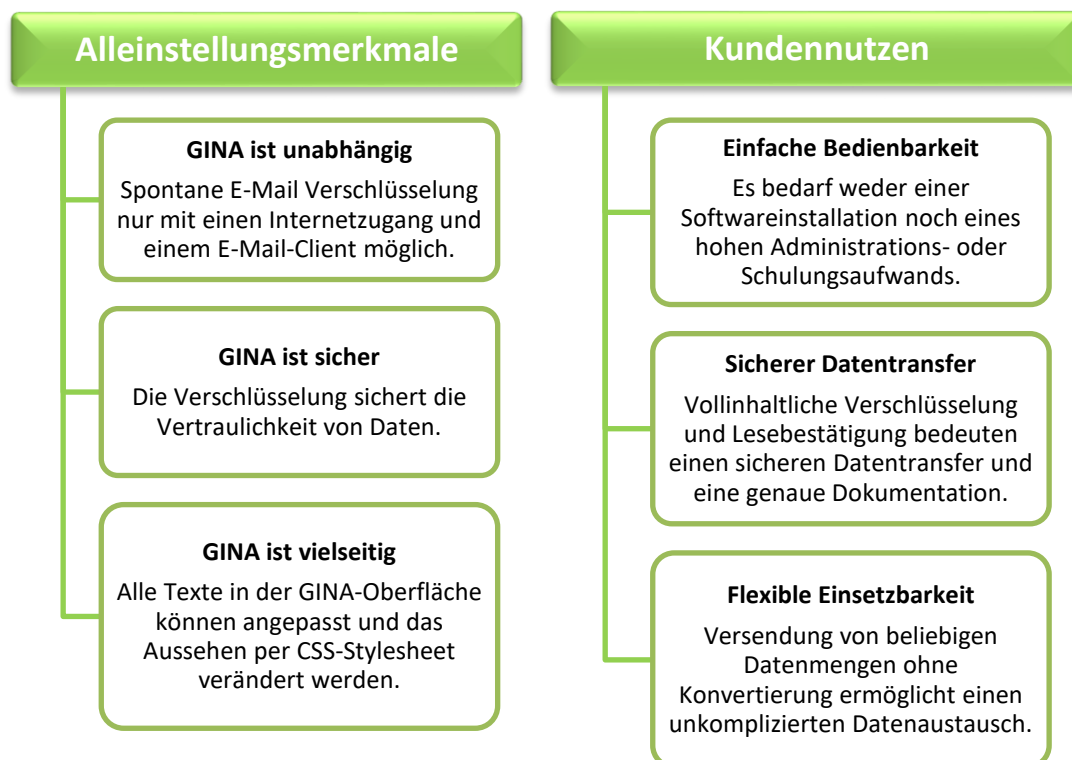 Alleinstellungsmerkmale
GINA ist unabhängig
Spontane E-Mail Verschlüsselung
nur mit einen Internetzugang und
einem E-Mail-Client möglich.
GINA ist sicher
Die Verschlüsselung sichert die
Vertraulichkeit von Daten.
GINA ist vielseitig
Alle Texte in der GINA-Oberfläche
können angepasst und das
Aussehen per CSS-Stylesheet
verändert werden.
Kundennutzen
Einfache Bedienbarkeit
Es bedarf weder einer
Softwareinstallation noch eines
hohen Administrations- oder
Schulungsaufwands.
Sicherer Datentransfer
Vollinhaltliche Verschlüsselung
und Lesebestätigung bedeuten
einen sicheren Datentransfer und
eine genaue Dokumentation.
Flexible Einsetzbarkeit
Versendung von beliebigen
Datenmengen ohne
Konvertierung ermöglicht einen
unkomplizierten Datenaustausch.